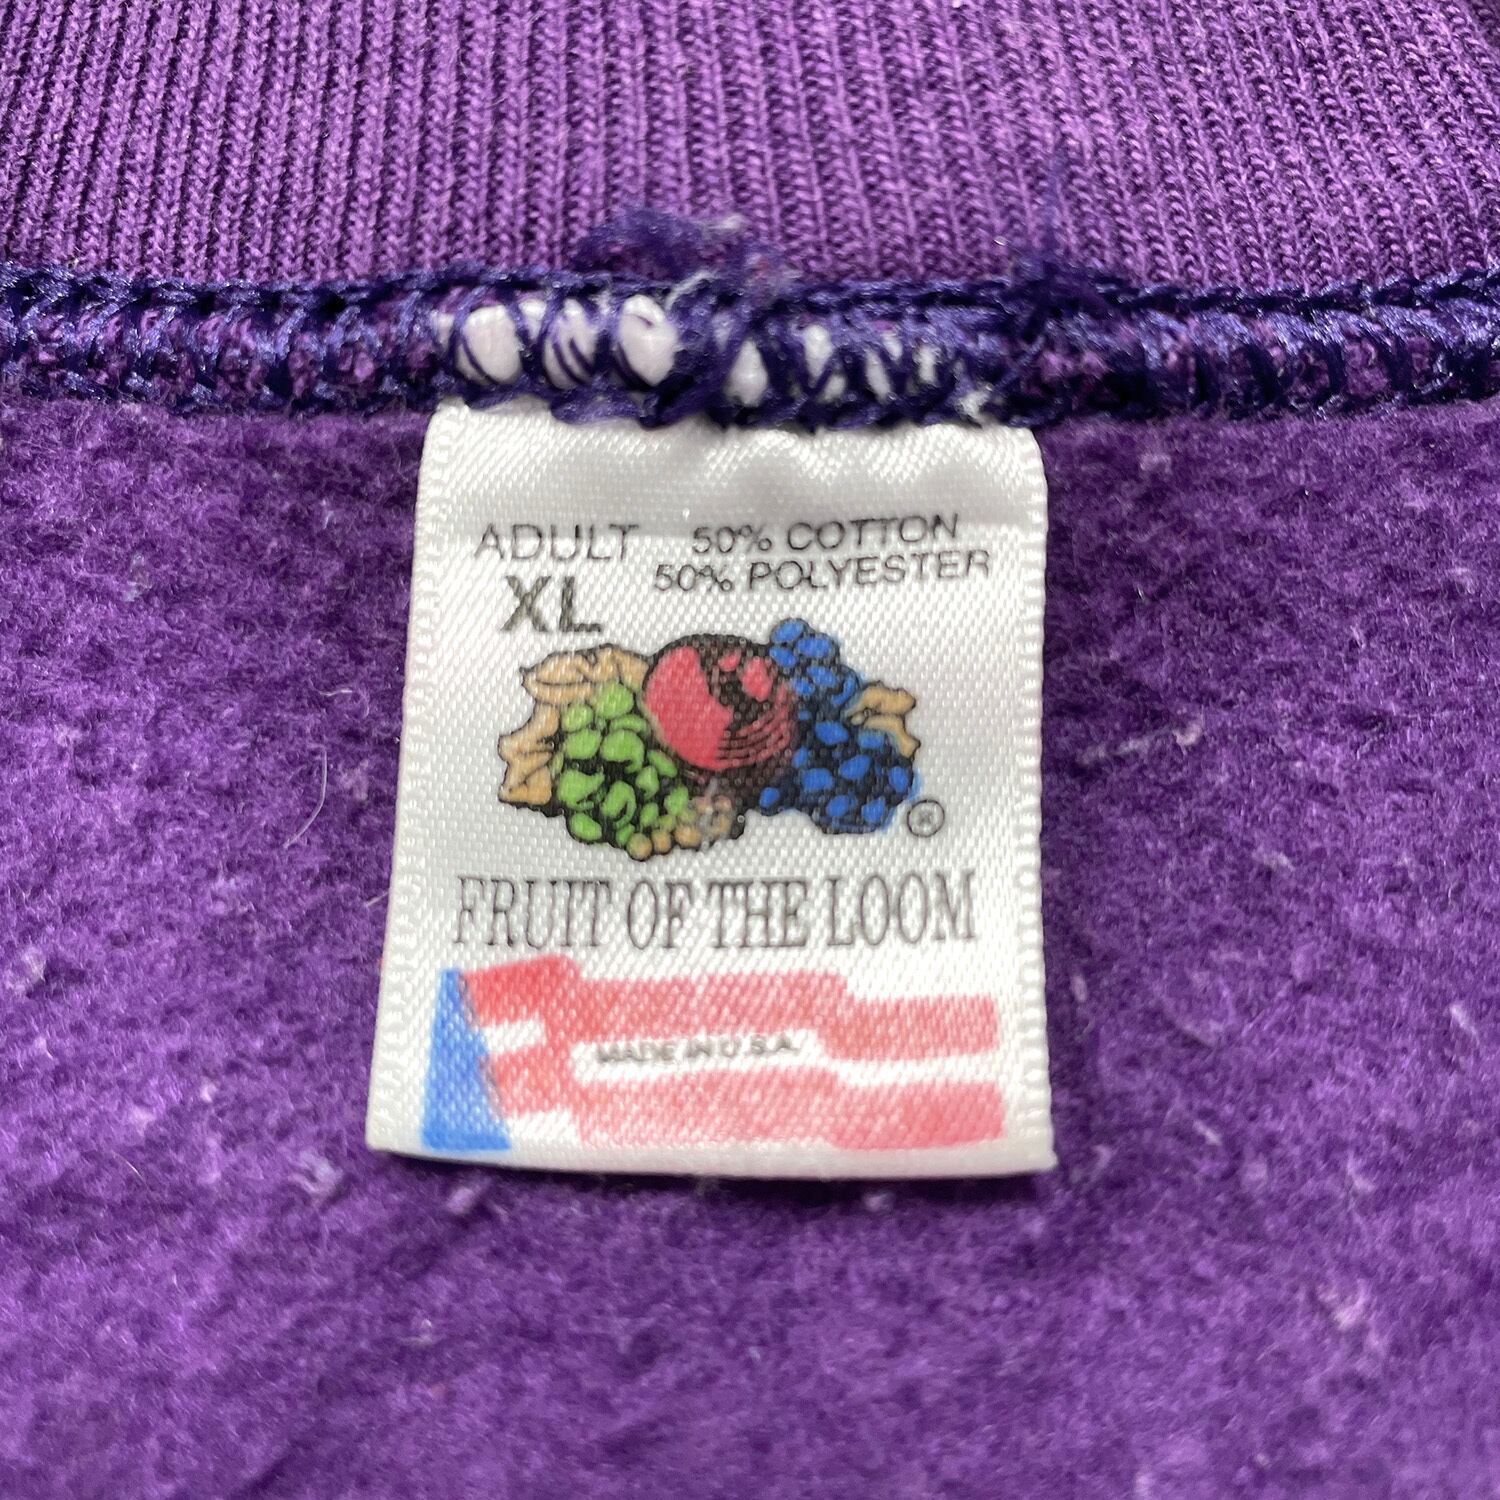 ADULT 50% COTTON
XL 50% POLYESTER
®
FRUIT OF THE LOOM
MADE IN U.S.A.